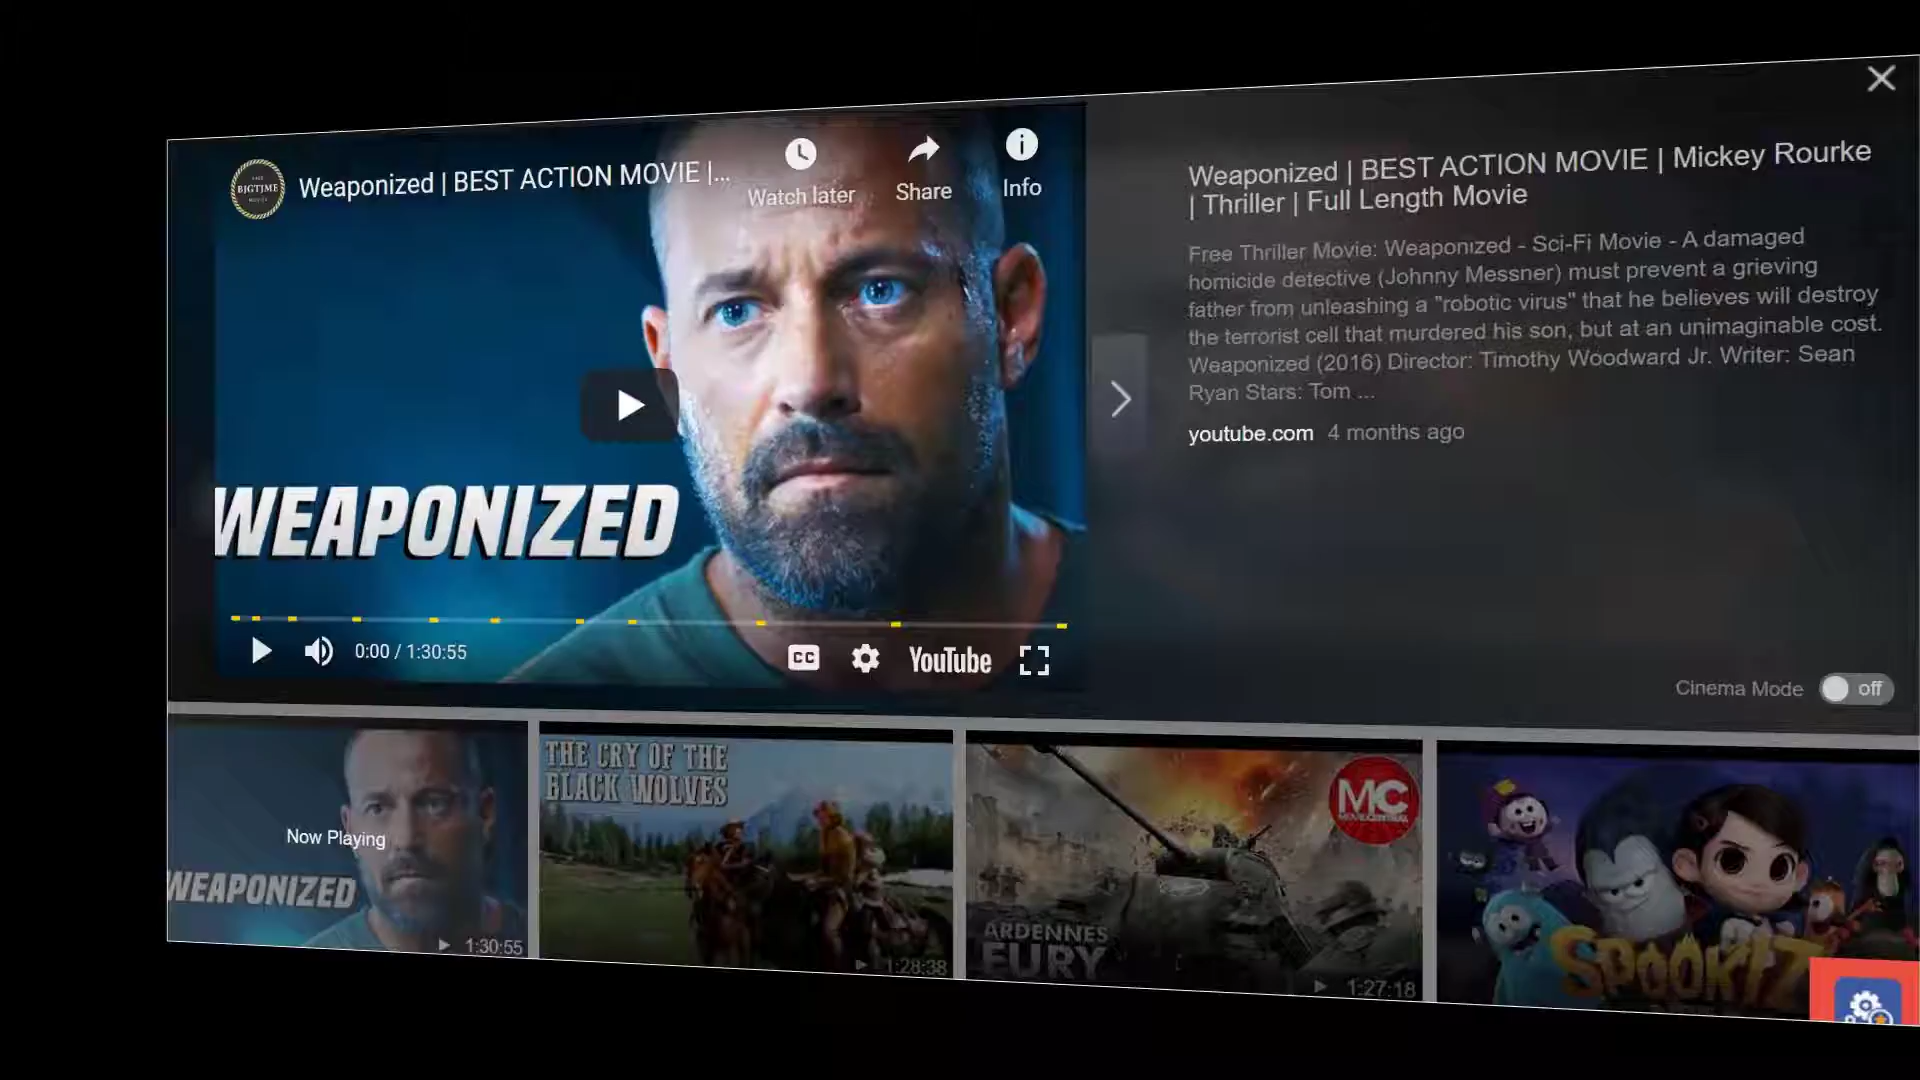 BIGTIME
Weaponized | BEST ACTION MOVIE |...
Watch later
Share
Info
WEAPONIZED
0:00 / 1:30:55
CC
YouTube
Weaponized | BEST ACTION MOVIE | Mickey Rourke
| Thriller | Full Length Movie
Free Thriller Movie: Weaponized - Sci-Fi Movie - A damaged
homicide detective (Johnny Messner) must prevent a grieving
father from unleashing a "robotic virus" that he believes will destroy
the terrorist cell that murdered his son, but at an unimaginable cost.
Weaponized (2016) Director: Timothy Woodward Jr. Writer: Sean
Ryan Stars: Tom ...
youtube.com 4 months ago
Cinema Mode off
Now Playing
WEAPONIZED
1:30:55
THE CRY OF THE
BLACK WOLVES
1:28:38
MC
MOVIE CENTRAL
ARDENNES
FURY
1:27:18
SPOOKIZ